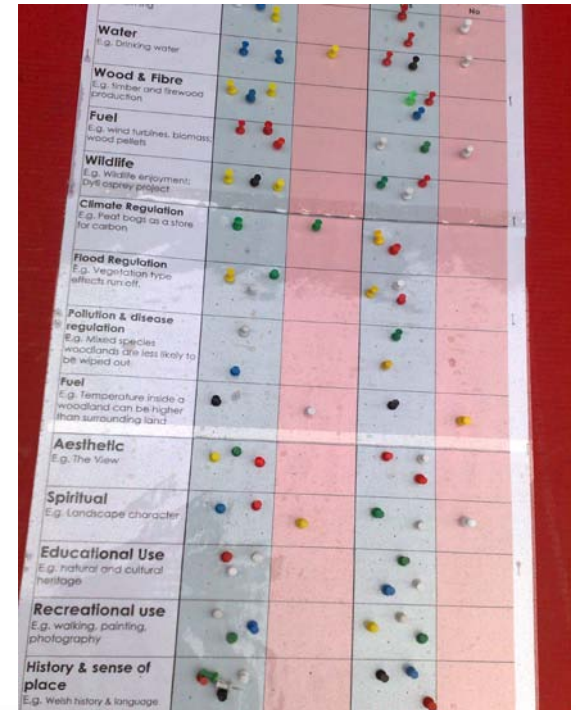 No
Water
E.g. Drinking water
Wood & Fibre
E.g. timber and firewood
production
Fuel
E.g. wind turbines, biomass,
wood pellets
Wildlife
E.g. Wildlife enjoyment;
Dyfi osprey project
Climate Regulation
E.g. Peat bogs as a store
for carbon
Flood Regulation
E.g. Vegetation type
effects run off.
Pollution & disease
regulation
E.g. Mixed species
woodlands are less likely to
be wiped out
Fuel
E.g. Temperature inside a
woodland can be higher
than surrounding land
Aesthetic
E.g. The View
Spiritual
E.g. Landscape character
Educational Use
E.g. natural and cultural
heritage
Recreational use
E.g. walking, painting,
photography
History & sense of
place
E.g. Welsh history & language